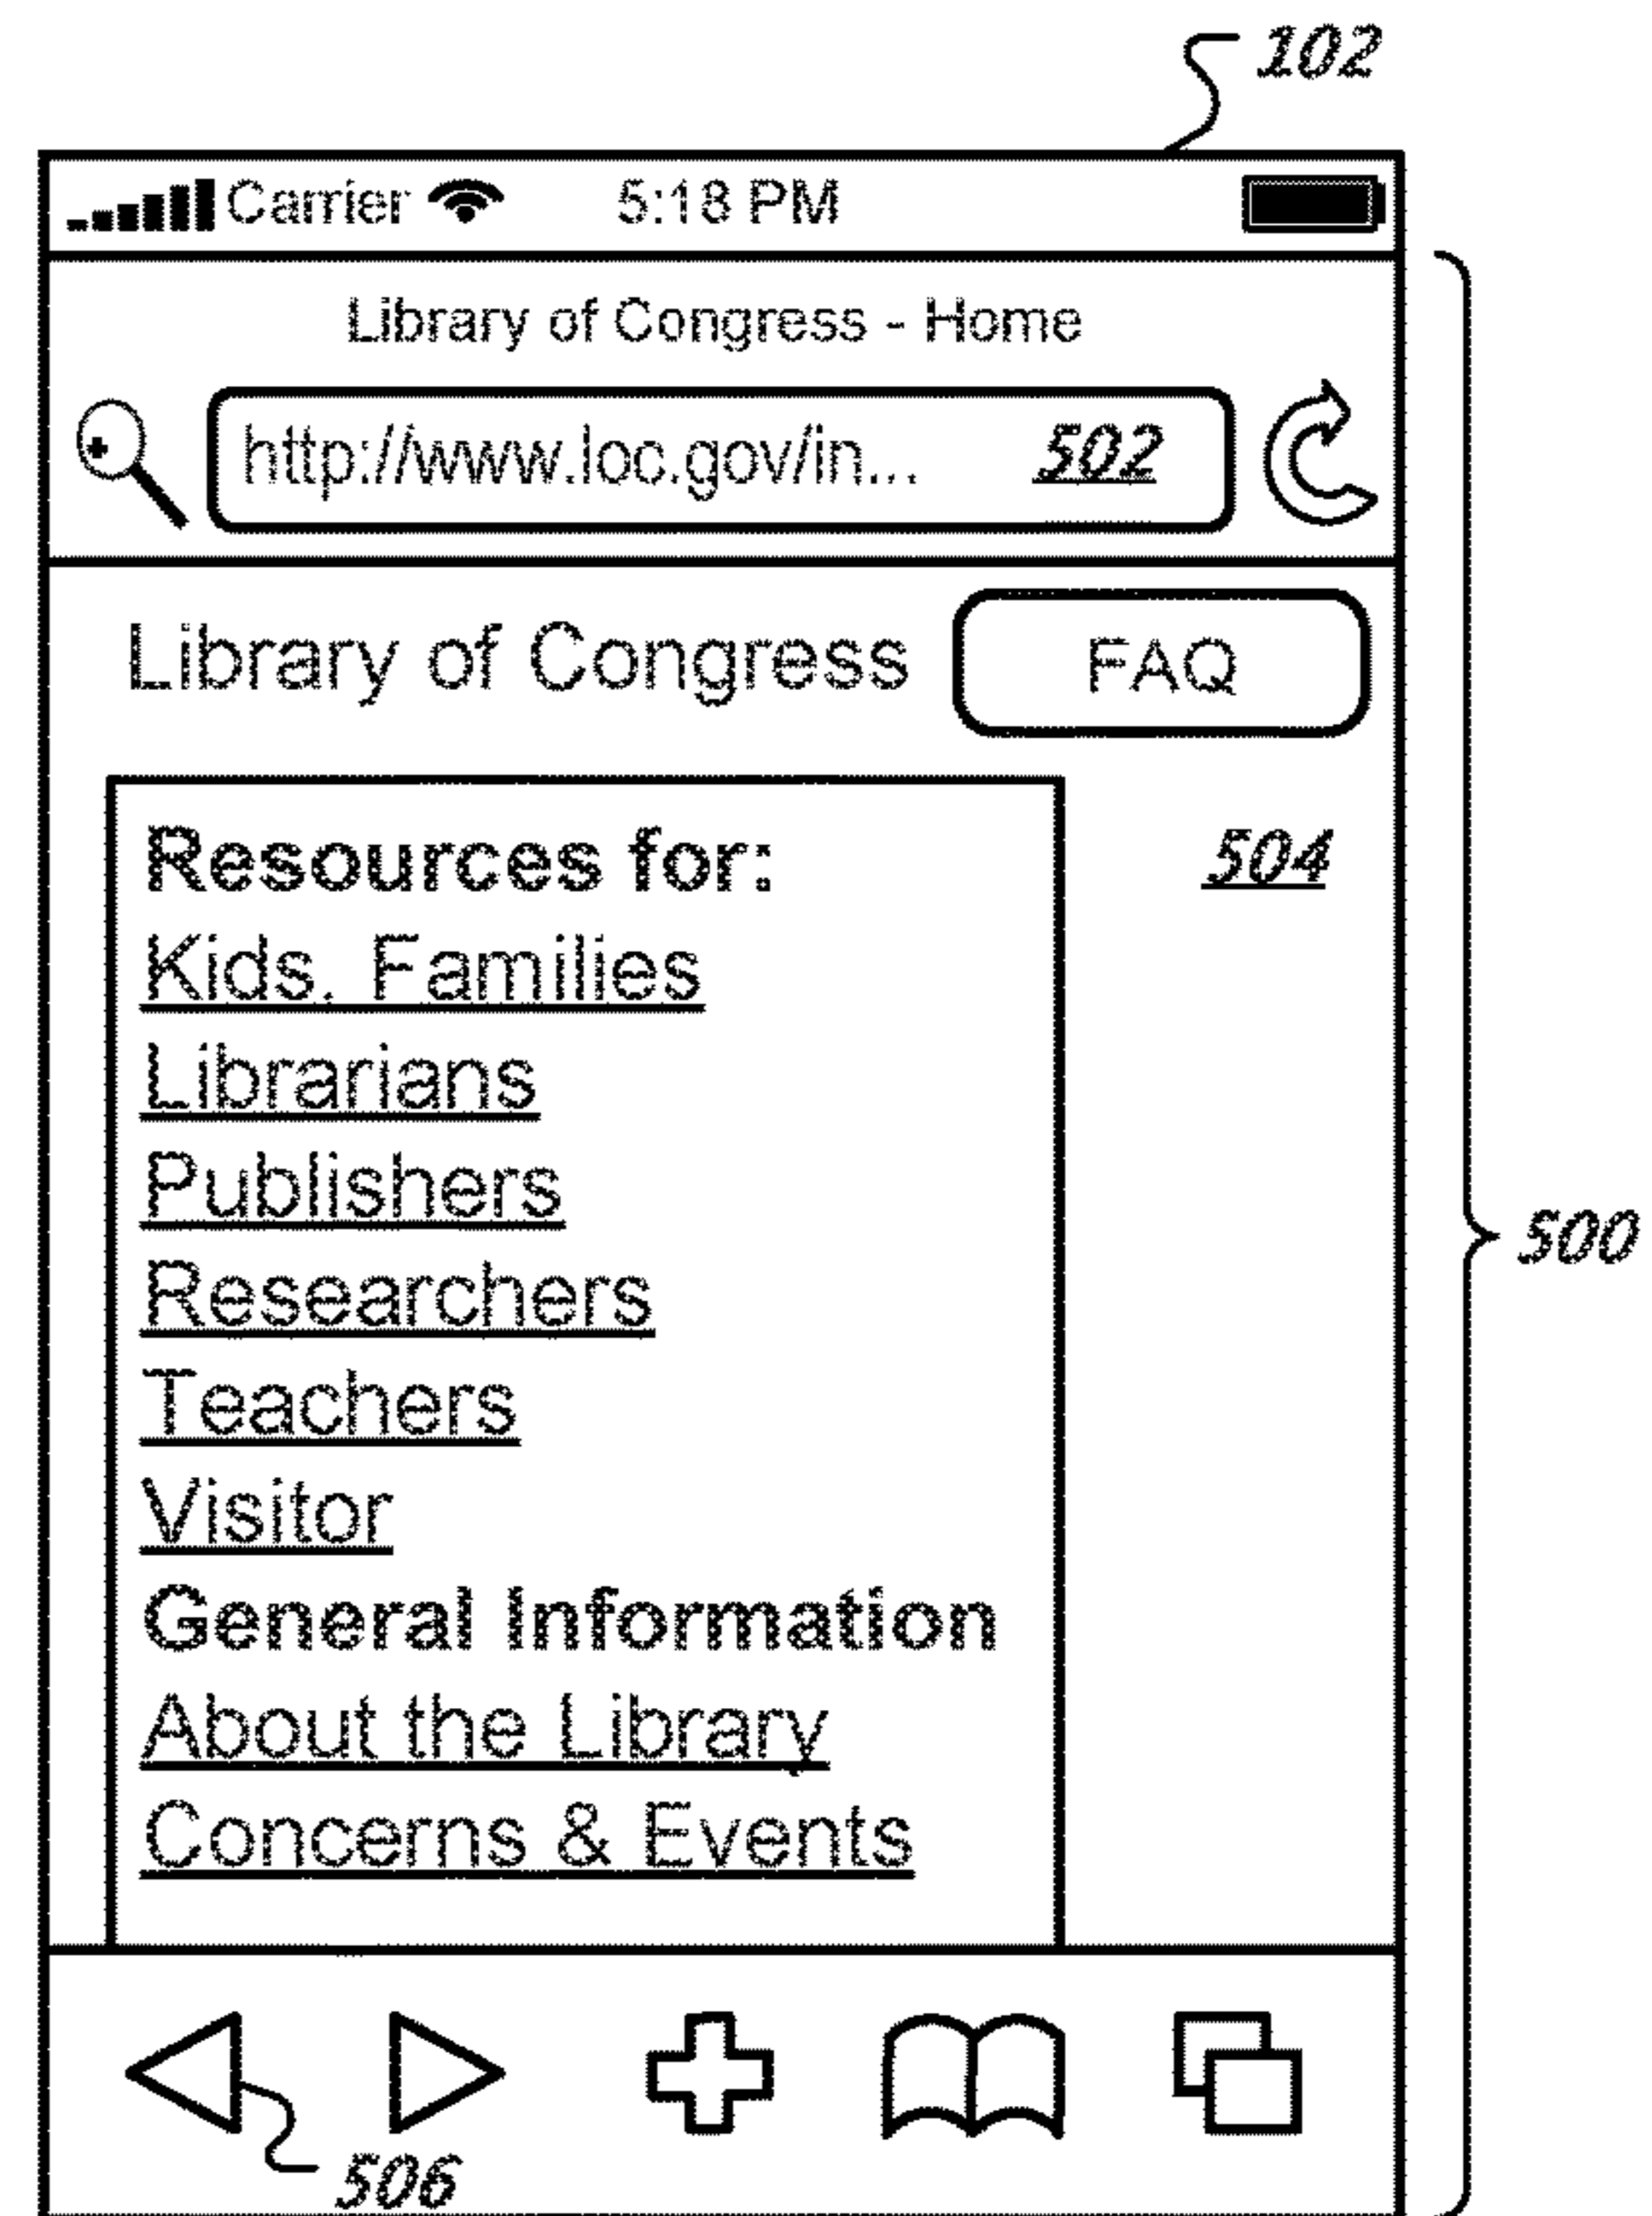 102
Carrier 5:18 PM
Library of Congress - Home
http://www.loc.gov/in... 502
Library of Congress FAQ
Resources for:
504
Kids. Families
Librarians
Publishers
500
Researchers
Teachers
Visitor
General Information
About the Library
Concerns & Events
506